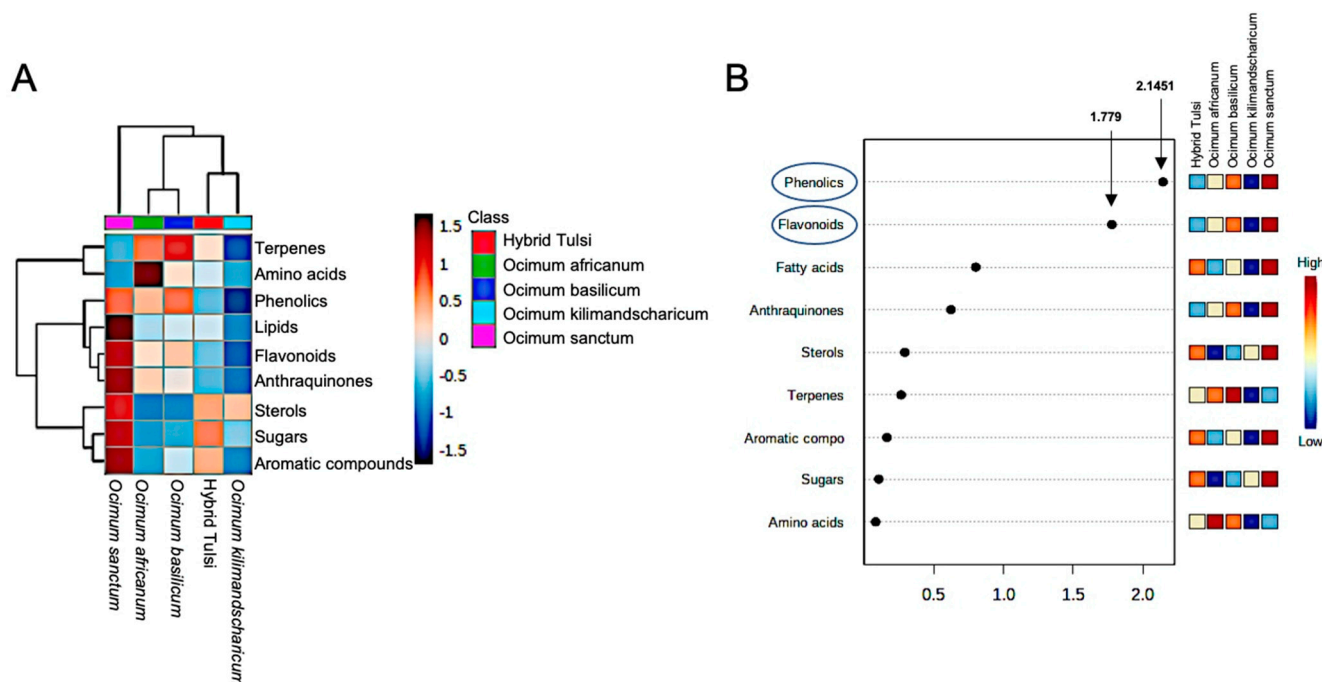 A
Class
Hybrid Tulsi
Ocimum africanum
Ocimum basilicum
Ocimum kilimandscharicum
Ocimum sanctum
1.5
1
0.5
0
-0.5
-1
-1.5
Terpenes
Amino acids
Phenolics
Lipids
Flavonoids
Anthraquinones
Sterols
Sugars
Aromatic compounds
Ocimum sanctum
Ocimum africanum
Ocimum basilicum
Hybrid Tulsi
Ocimum kilimandscharicum
B
2.1451
1.779
Hybrid Tulsi
Ocimum africanum
Ocimum basilicum
Ocimum kilimandscharicum
Ocimum sanctum
Phenolics
Flavonoids
Fatty acids
Anthraquinones
Sterols
Terpenes
Aromatic compo
Sugars
Amino acids
High
Low
0.5 1.0 1.5 2.0